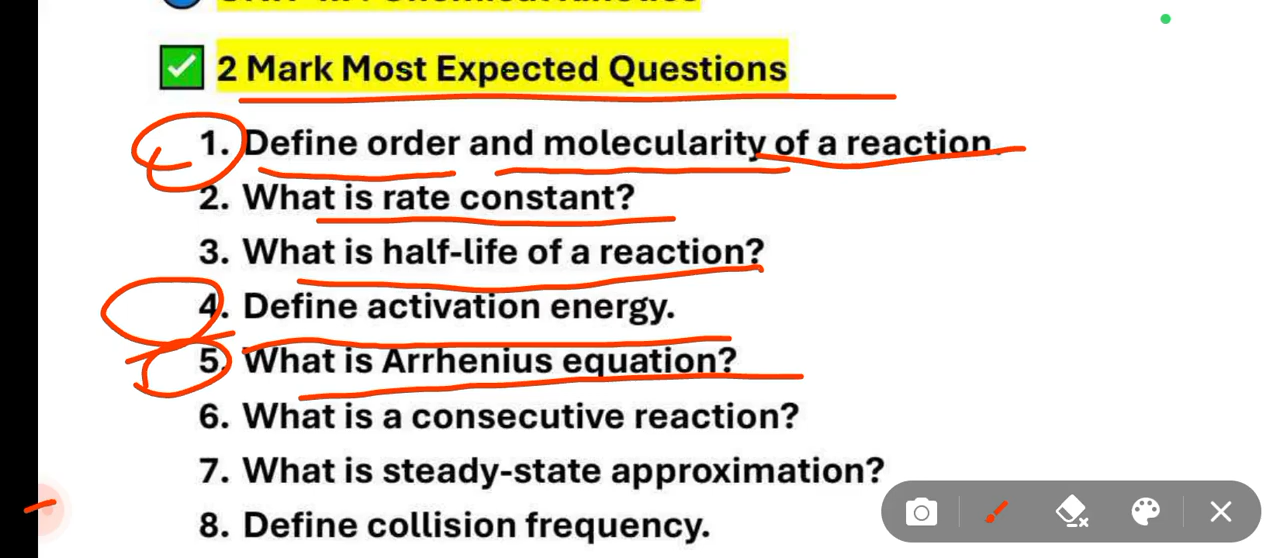 2 Mark Most Expected Questions
1. Define order and molecularity of a reaction.
2. What is rate constant?
3. What is half-life of a reaction?
4. Define activation energy.
5. What is Arrhenius equation?
6. What is a consecutive reaction?
7. What is steady-state approximation?
8. Define collision frequency.